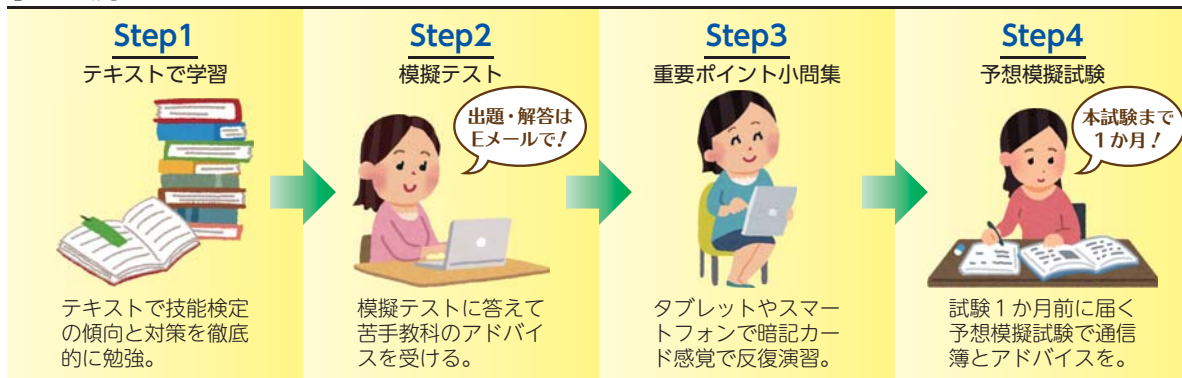 Step1
テキストで学習
テキストで技能検定
の傾向と対策を徹底
的に勉強。
Step2
模擬テスト
出題・解答は
Eメールで!
模擬テストに答えて
苦手教科のアドバイ
スを受ける。
Step3
重要ポイント小問集
タブレットやスマー
トフォンで暗記カー
ド感覚で反復演習。
Step4
予想模擬試験
本試験まで
1か月!
試験1か月前に届く
予想模擬試験で通信
簿とアドバイスを。